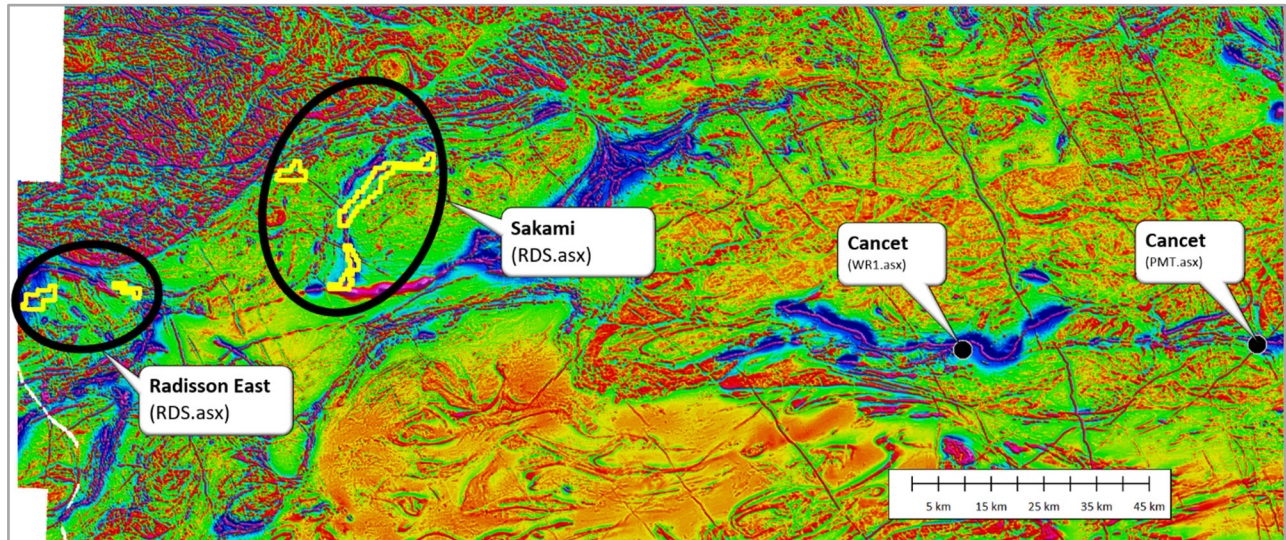 Sakami
(RDS.asx)
Cancet
(WR1.asx)
Cancet
(PMT.asx)
Radisson East
(RDS.asx)
5 km 15 km 25 km 35 km 45 km